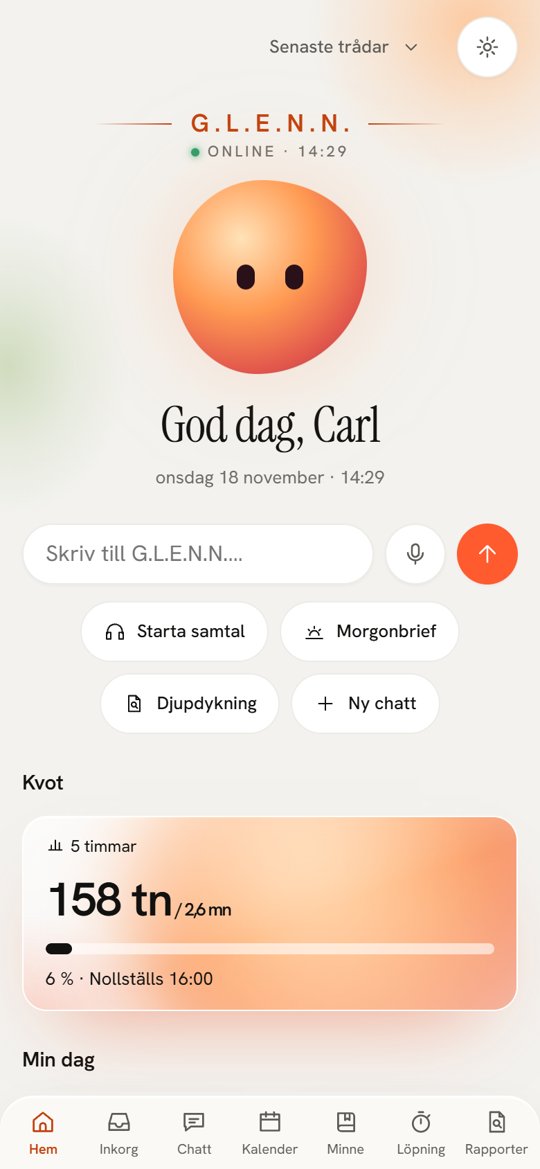 Senaste trådar
G.L.E.N.N.
ONLINE · 14:29
God dag, Carl
onsdag 18 november · 14:29
Skriv till G.L.E.N.N....
Starta samtal
Morgonbrief
Djupdykning
Ny chatt
Kvot
5 timmar
158 tn / 2,6 mn
6 % · Nollställs 16:00
Min dag
Hem
Inkorg
Chatt
Kalender
Minne
Löpning
Rapporter